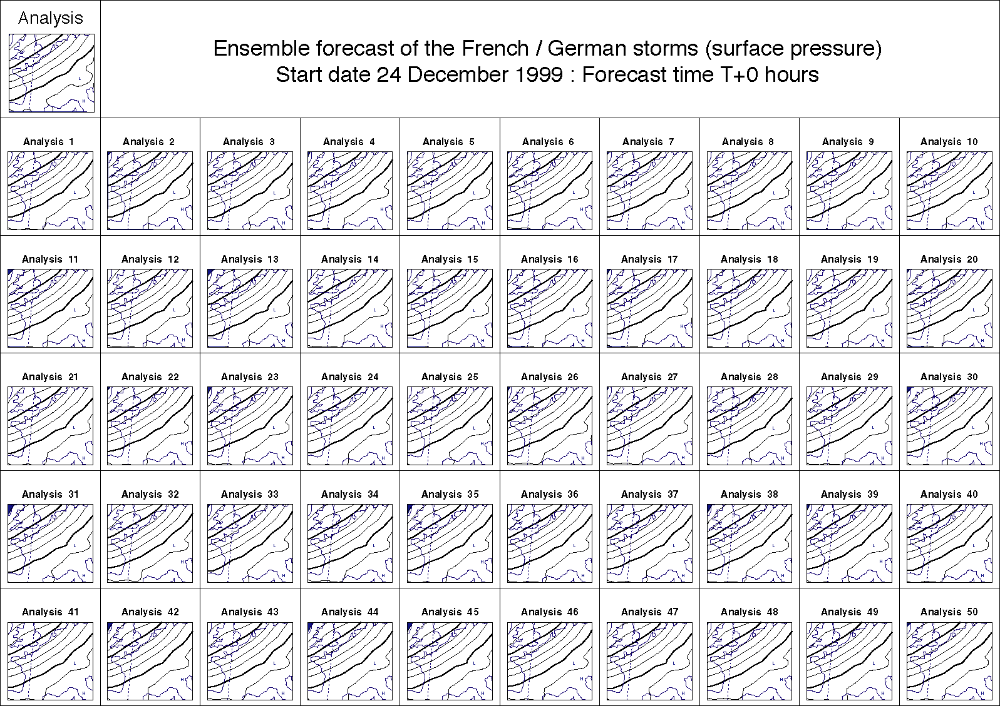 Analysis
Ensemble forecast of the French / German storms (surface pressure)
Start date 24 December 1999 : Forecast time T+0 hours
L
H
Analysis 1
Analysis 2
Analysis 3
Analysis 4
Analysis 5
Analysis 6
Analysis 7
Analysis 8
Analysis 9
Analysis 10
Analysis 11
Analysis 12
Analysis 13
Analysis 14
Analysis 15
Analysis 16
Analysis 17
Analysis 18
Analysis 19
Analysis 20
Analysis 21
Analysis 22
Analysis 23
Analysis 24
Analysis 25
Analysis 26
Analysis 27
Analysis 28
Analysis 29
Analysis 30
Analysis 31
Analysis 32
Analysis 33
Analysis 34
Analysis 35
Analysis 36
Analysis 37
Analysis 38
Analysis 39
Analysis 40
Analysis 41
Analysis 42
Analysis 43
Analysis 44
Analysis 45
Analysis 46
Analysis 47
Analysis 48
Analysis 49
Analysis 50